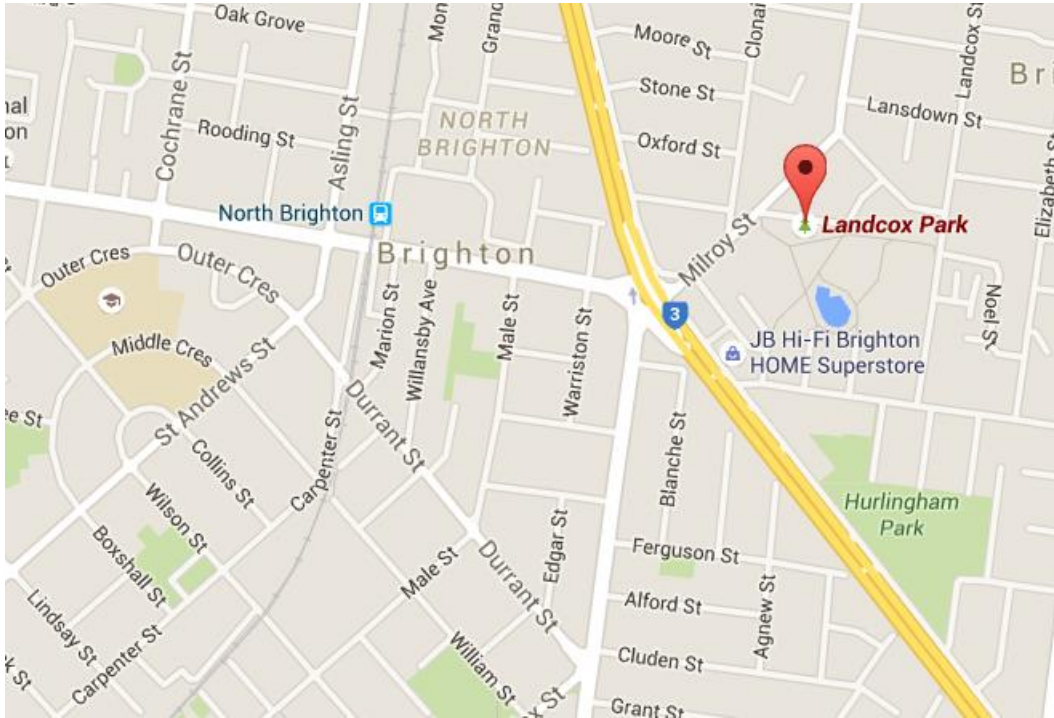 Oak Grove
Cochrane St
Rooding St
Asling St
NORTH
BRIGHTON
Moore St
Stone St
Oxford St
Landcox St
Lansdown St
Elizabeth St
Milroy St
Landcox Park
North Brighton
Brighton
Outer Cres
Outer Cres
Middle Cres
St Andrews St
Marion St
Willansby Ave
Male St
Warriston St
3
JB Hi-Fi Brighton
HOME Superstore
Noel St
Durrant St
Carpenter St
Collins St
Wilson St
Blanche St
Hurlingham
Park
Boxshall St
Male St
Edgar St
Durrant St
Ferguson St
Alford St
Agnew St
Lindsay St
Carpenter St
William St
Cluden St
Grant St